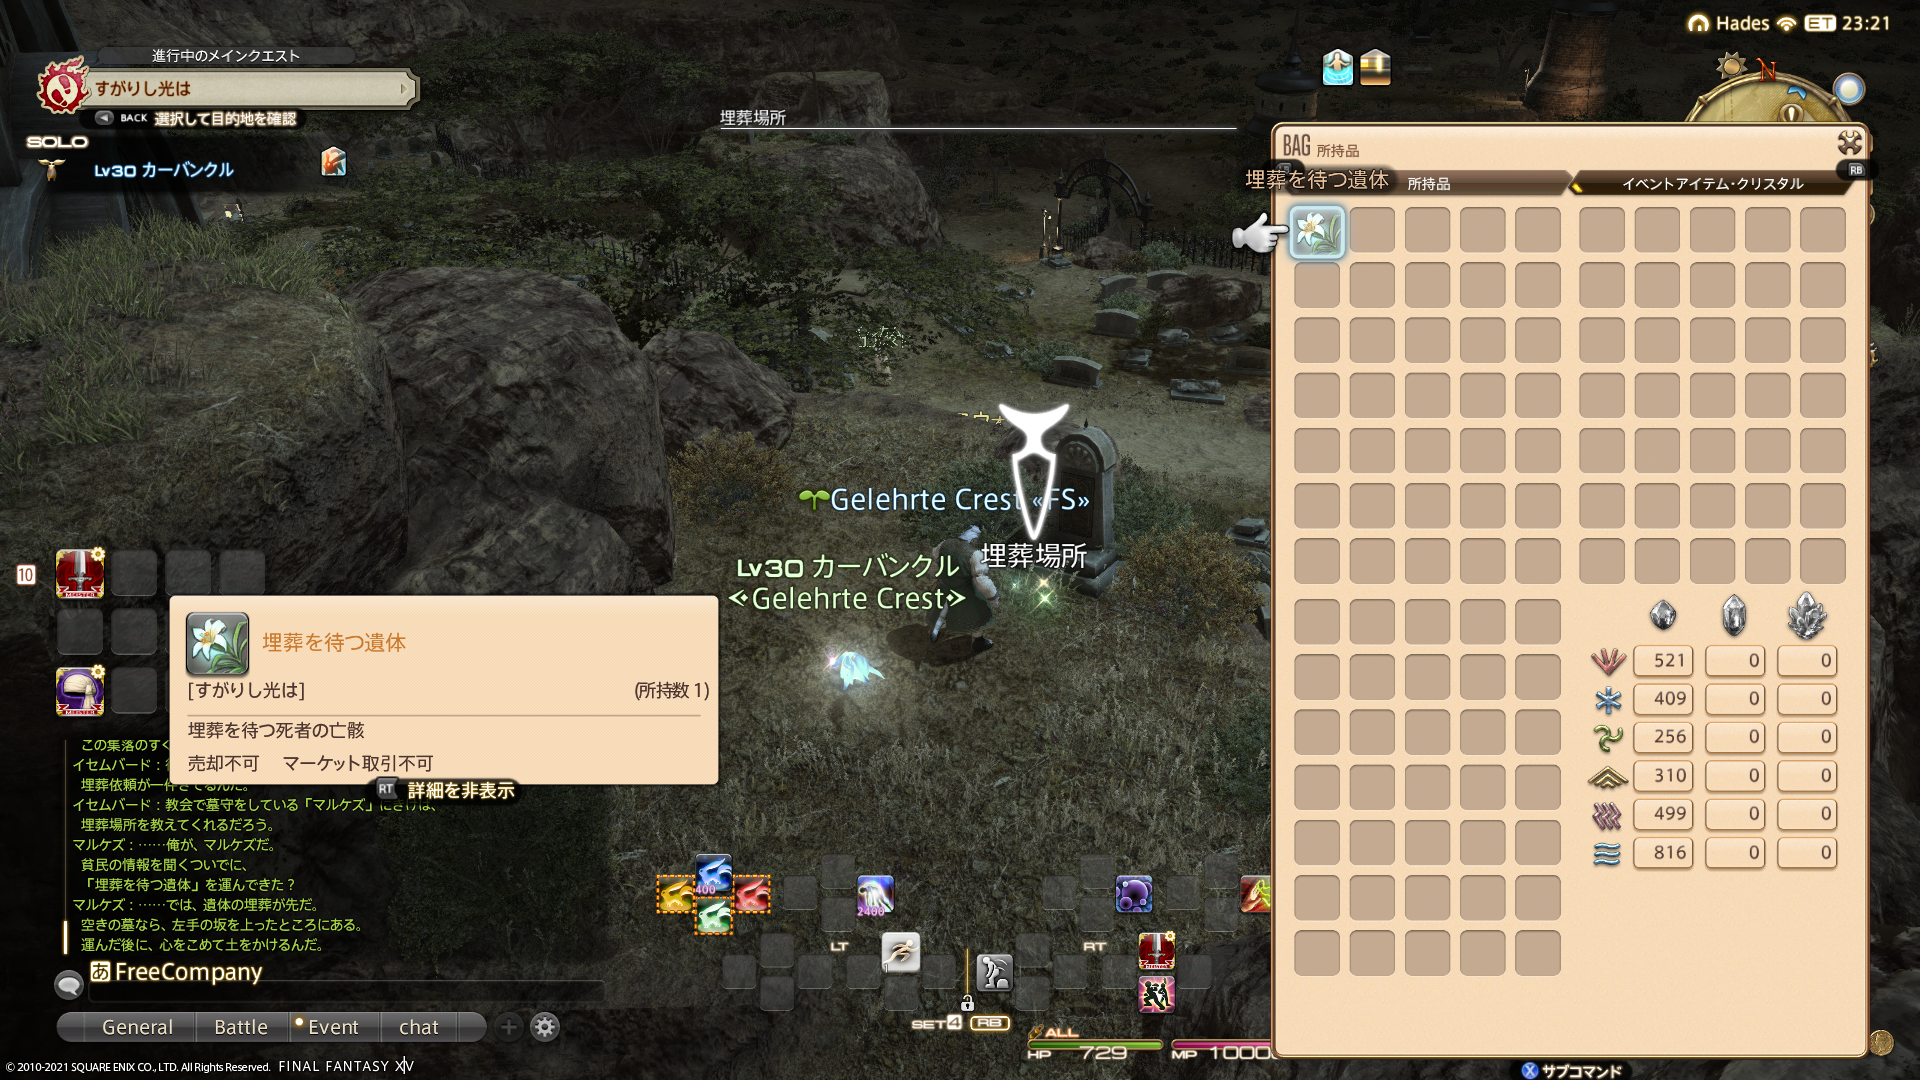 進行中のメインクエスト
すがりし光は
BACK 選択して目的地を確認
SOLO
Lv30 カーバンクル
Hades ET 23:21
N
埋葬場所
BAG 所持品
RB
埋葬を待つ遺体
所持品
イベントアイテム・クリスタル
Gelehrte Crest «FS»
埋葬場所
Lv30 カーバンクル
Gelehrte Crest
10
MEISTER
MEISTER
埋葬を待つ遺体
[すがりし光は] (所持数 1)
埋葬を待つ死者の亡骸
売却不可 マーケット取引不可
RT 詳細を非表示
521 0 0
409 0 0
256 0 0
310 0 0
499 0 0
816 0 0
この集落のすぐ
イセムバード:
イセムバード:教会で墓守をしている「マルケズ」にきけば、
埋葬場所を教えてくれるだろう。
マルケズ:……俺が、マルケズだ。
貧民の情報を聞くついでに、
「埋葬を待つ遺体」を運んできた?
マルケズ:……では、遺体の埋葬が先だ。
空きの墓なら、左手の坂を上ったところにある。
運んだ後に、心をこめて土をかけるんだ。
あ FreeCompany
General Battle Event chat
400
2400
LT
RT
1
SET 4 RB
ALL
HP 729 MP 1000
X サブコマンド
© 2010-2021 SQUARE ENIX CO., LTD. All Rights Reserved. FINAL FANTASY XIV